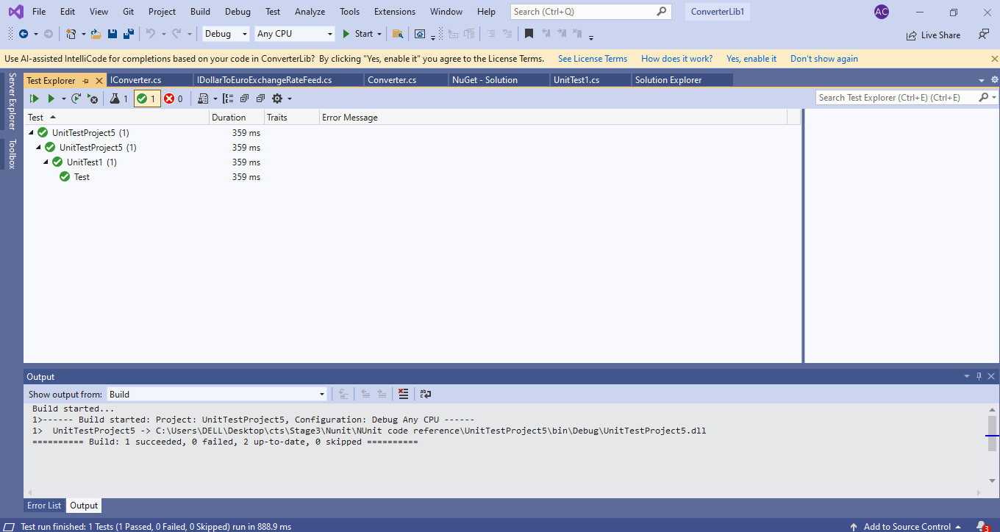 File Edit View Git Project Build Debug Test Analyze Tools Extensions Window Help Search (Ctrl+Q) ConverterLib1 AC
Debug Any CPU Start Live Share
Use AI-assisted IntelliCode for completions based on your code in ConverterLib? By clicking "Yes, enable it" you agree to the License Terms. See License Terms How does it work? Yes, enable it Don't show again
Server Explorer
Toolbox
Test Explorer IConverter.cs IDollarToEuroExchangeRateFeed.cs Converter.cs NuGet - Solution UnitTest1.cs Solution Explorer
1 1 0 Search Test Explorer (Ctrl+E) (Ctrl+E)
Test Duration Traits Error Message
UnitTestProject5 (1) 359 ms
UnitTestProject5 (1) 359 ms
UnitTest1 (1) 359 ms
Test 359 ms
Output
Show output from: Build
Build started...
1>------ Build started: Project: UnitTestProject5, Configuration: Debug Any CPU ------
1>  UnitTestProject5 -> C:\Users\DELL\Desktop\cts\Stage3\Nunit\NUnit code reference\UnitTestProject5\bin\Debug\UnitTestProject5.dll
========== Build: 1 succeeded, 0 failed, 2 up-to-date, 0 skipped ==========
Error List Output
Test run finished: 1 Tests (1 Passed, 0 Failed, 0 Skipped) run in 888.9 ms Add to Source Control 3